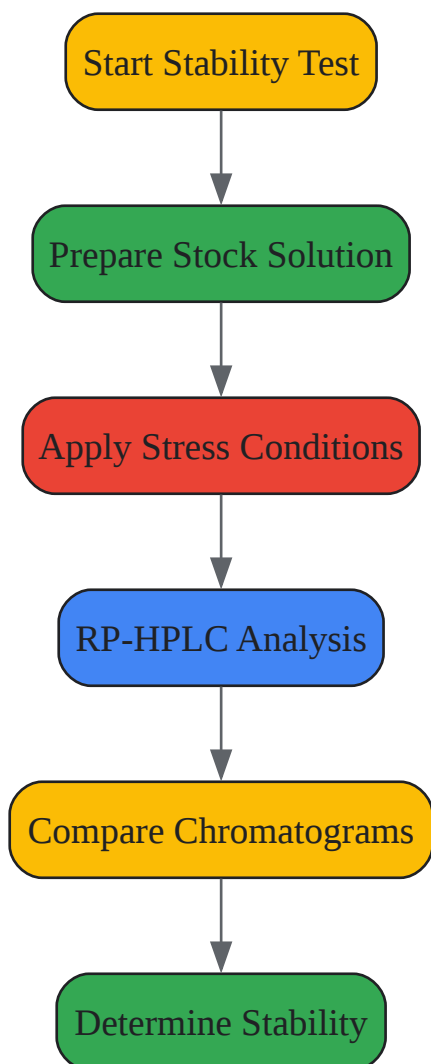 Start Stability Test
Prepare Stock Solution
Apply Stress Conditions
RP-HPLC Analysis
Compare Chromatograms
Determine Stability